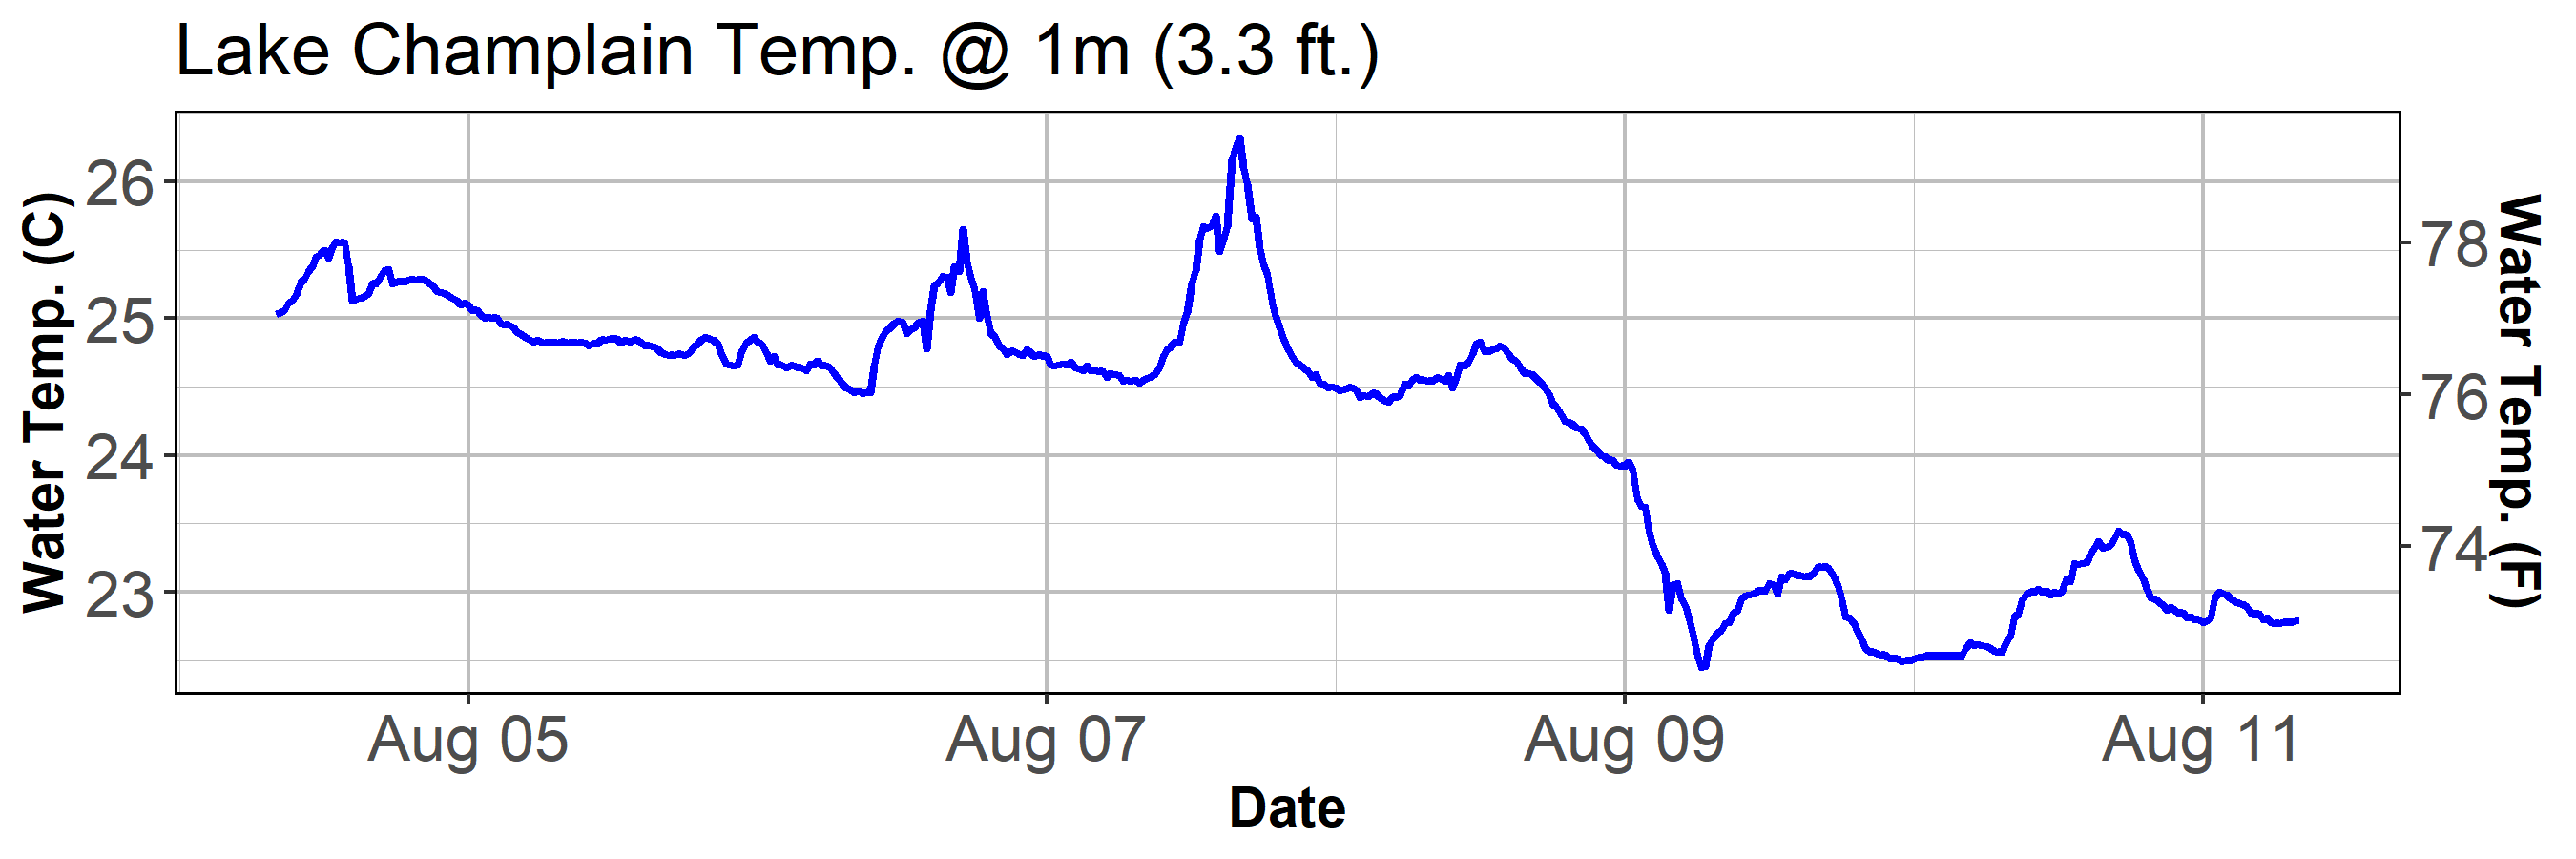 Lake Champlain Temp. @ 1m (3.3 ft.)
Water Temp. (C)
26
25
24
23
78
76
74
Water Temp. (F)
Aug 05
Aug 07
Aug 09
Aug 11
Date